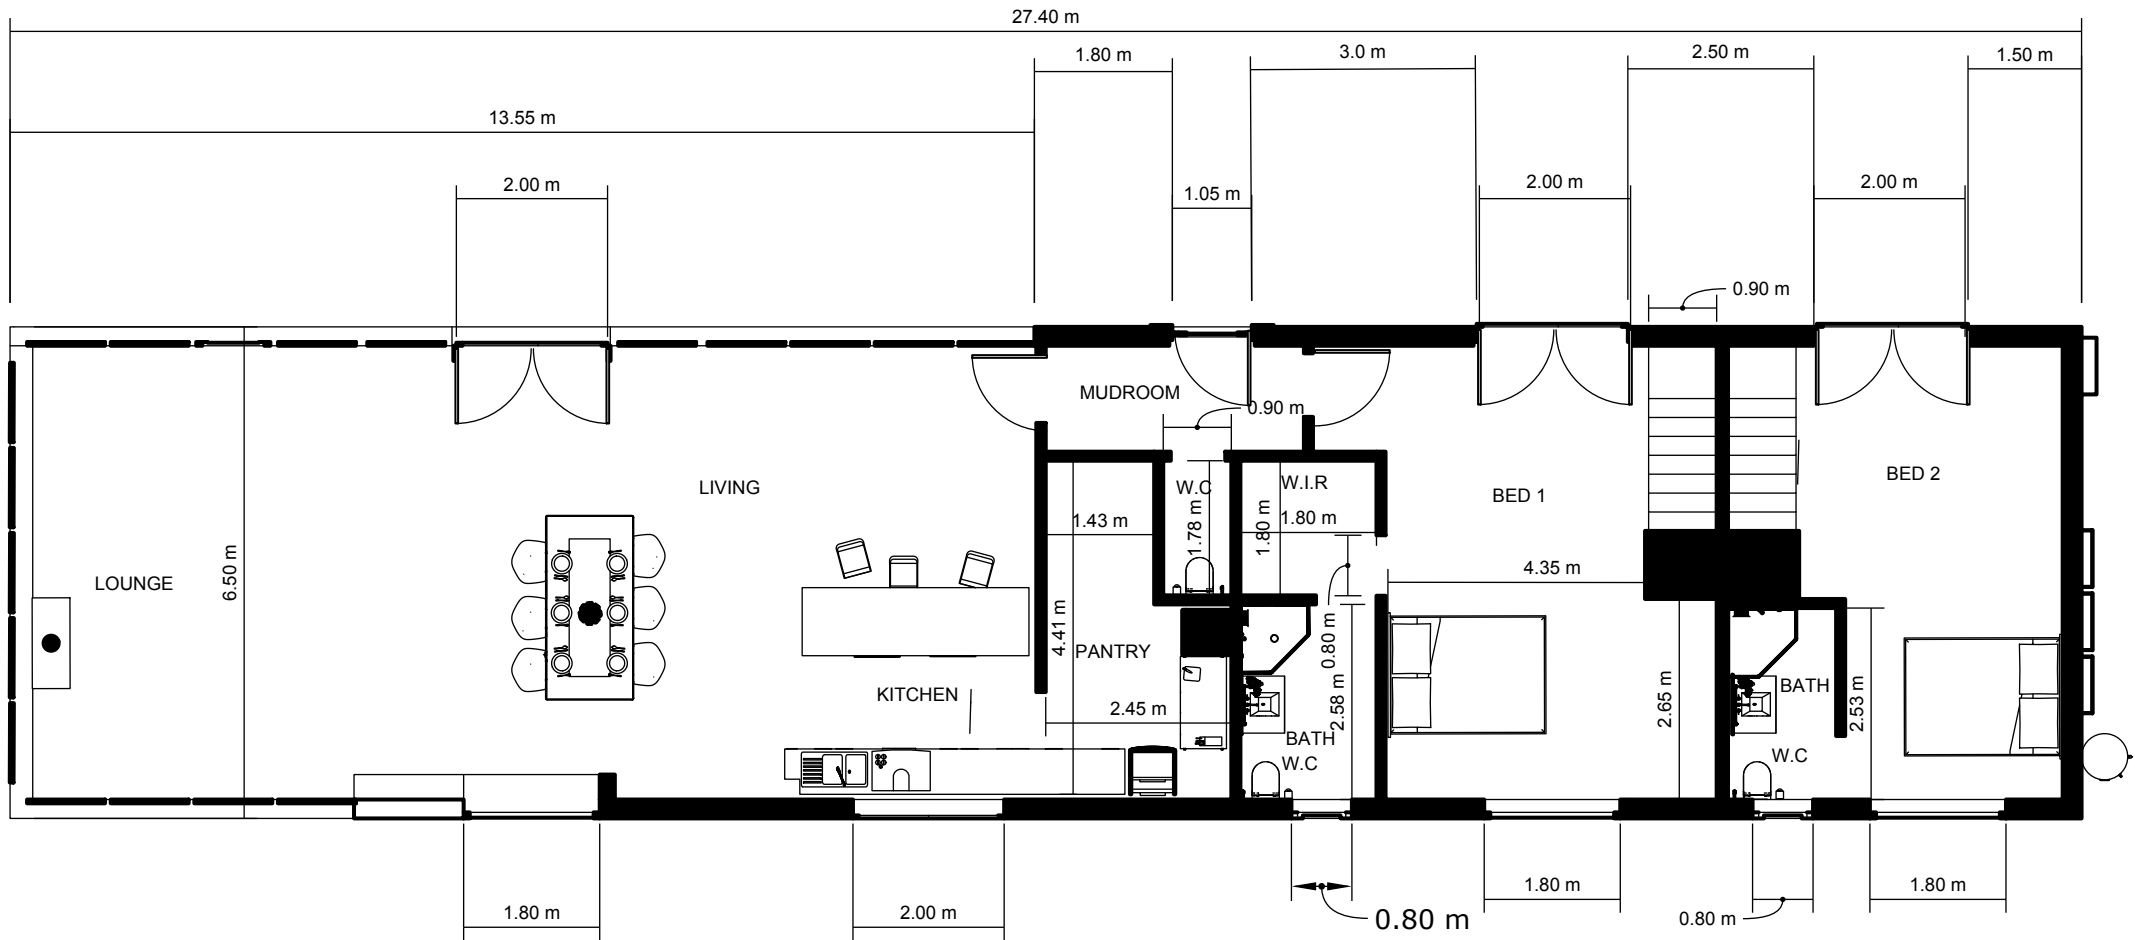 27.40 m
1.80 m
3.0 m
2.50 m
1.50 m
13.55 m
2.00 m
1.05 m
2.00 m
2.00 m
0.90 m
MUDROOM
0.90 m
LIVING
W.C
W.I.R
BED 1
BED 2
1.43 m
1.78 m
1.80 m
1.80 m
LOUNGE
6.50 m
4.35 m
4.41 m
PANTRY
0.80 m
KITCHEN
2.45 m
2.58 m
2.65 m
BATH
2.53 m
BATH
W.C
W.C
1.80 m
2.00 m
0.80 m
1.80 m
0.80 m
1.80 m